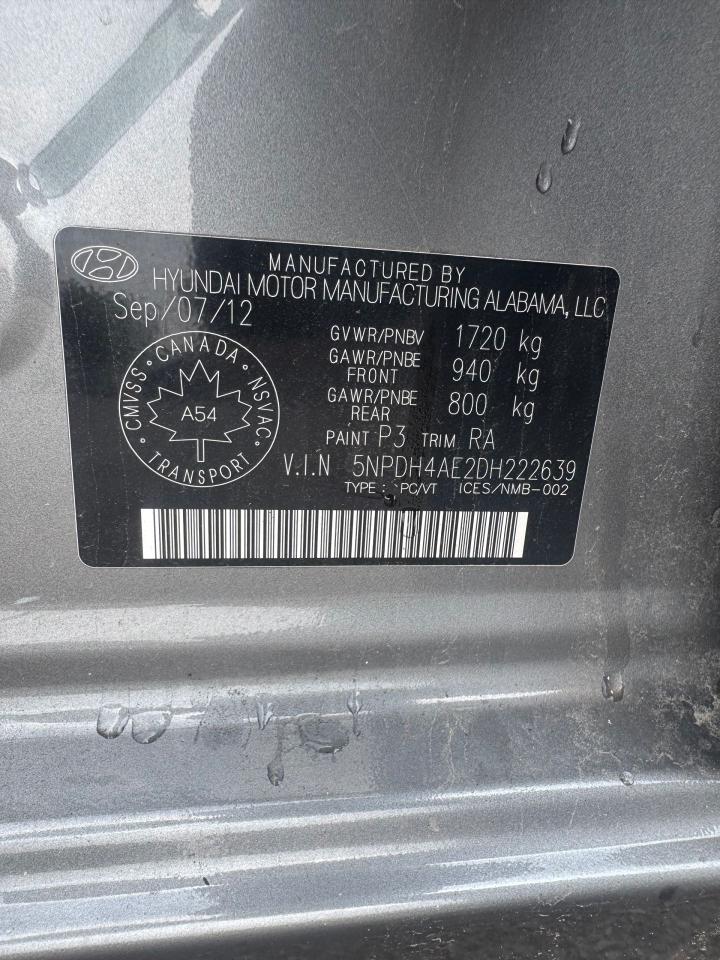 MANUFACTURED BY
HYUNDAI MOTOR MANUFACTURING ALABAMA, LLC
Sep/07/12
GVWR/PNBV 1720 kg
GAWR/PNBE
FRONT 940 kg
GAWR/PNBE
REAR 800 kg
CMVSS · CANADA · NSVAC · TRANSPORT ·
A54
PAINT P3 TRIM RA
V.I.N 5NPDH4AE2DH222639
TYPE : PC/VT ICES/NMB-002